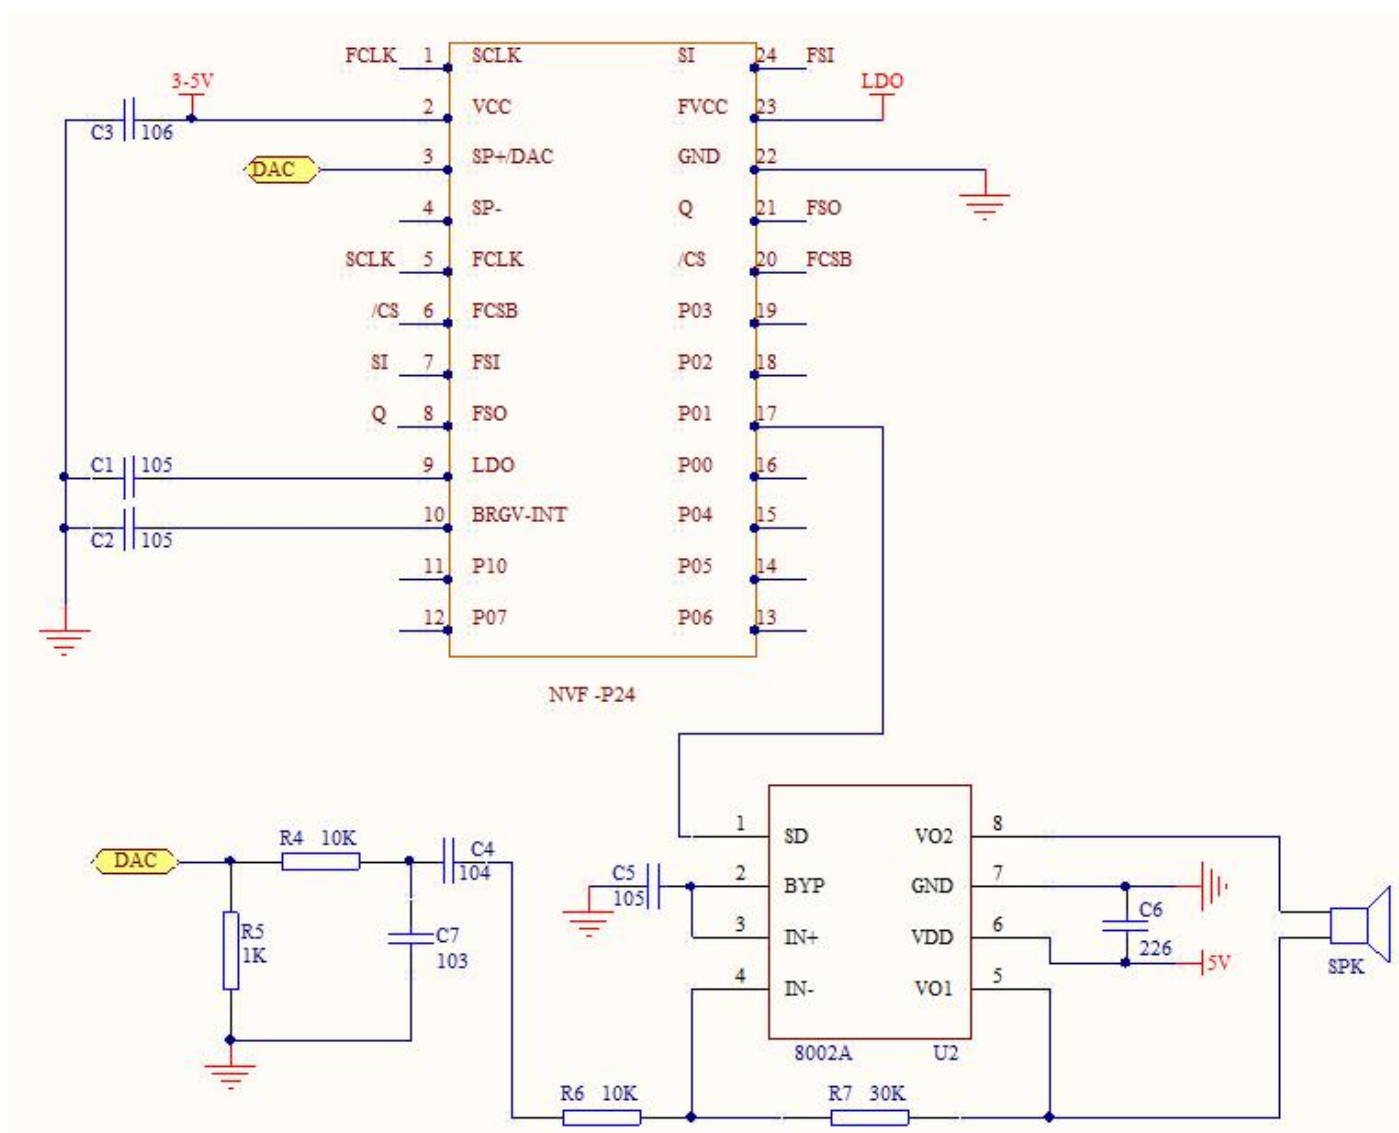 FCLK 1 SCLK SI 24 FSI
3-5V LDO
2 VCC FVCC 23
C3 106
DAC 3 SP+/DAC GND 22
4 SP- Q 21 FSO
SCLK 5 FCLK /CS 20 FCSB
/CS 6 FCSB P03 19
SI 7 FSI P02 18
Q 8 FSO P01 17
C1 105 9 LDO P00 16
10 BRGV-INT P04 15
C2 105
11 P10 P05 14
12 P07 P06 13
NVF -P24
1 SD VO2 8
R4 10K
DAC C4
104
C5 2 BYP GND 7
105
C6
R5 C7 3 IN+ VDD 6
1K 103 226
5V SPK
4 IN- VO1 5
8002A U2
R6 10K R7 30K